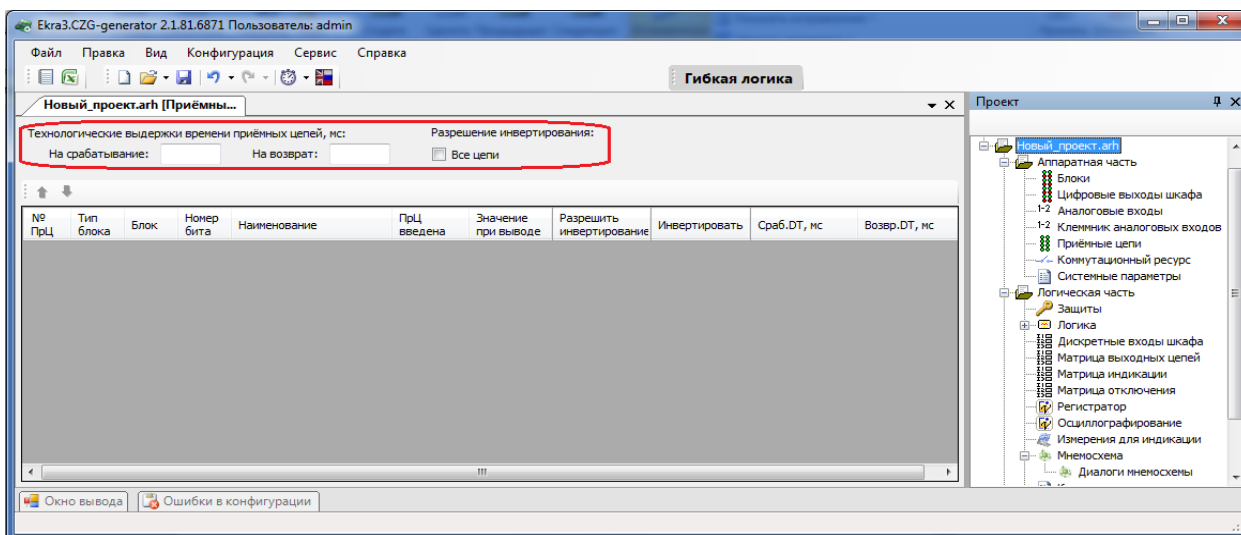 Ekra3.CZG-generator 2.1.81.6871 Пользователь: admin
Файл Правка Вид Конфигурация Сервис Справка
Гибкая логика
Новый_проект.arh [Приёмны...
Технологические выдержки времени приёмных цепей, мс: Разрешение инвертирования:
На срабатывание: На возврат: Все цепи
№ ПрЦ Тип блока Блок Номер бита Наименование ПрЦ введена Значение при выводе Разрешить инвертирование Инвертировать Сраб.DT, мс Возвр.DT, мс
Окно вывода Ошибки в конфигурации
Проект
Новый_проект.arh
Аппаратная часть
Блоки
Цифровые выходы шкафа
1-2 Аналоговые входы
1-2 Клеммник аналоговых входов
Приёмные цепи
Коммутационный ресурс
Системные параметры
Логическая часть
Защиты
Логика
Дискретные входы шкафа
Матрица выходных цепей
Матрица индикации
Матрица отключения
Регистратор
Осциллографирование
Измерения для индикации
Мнемосхема
Диалоги мнемосхемы